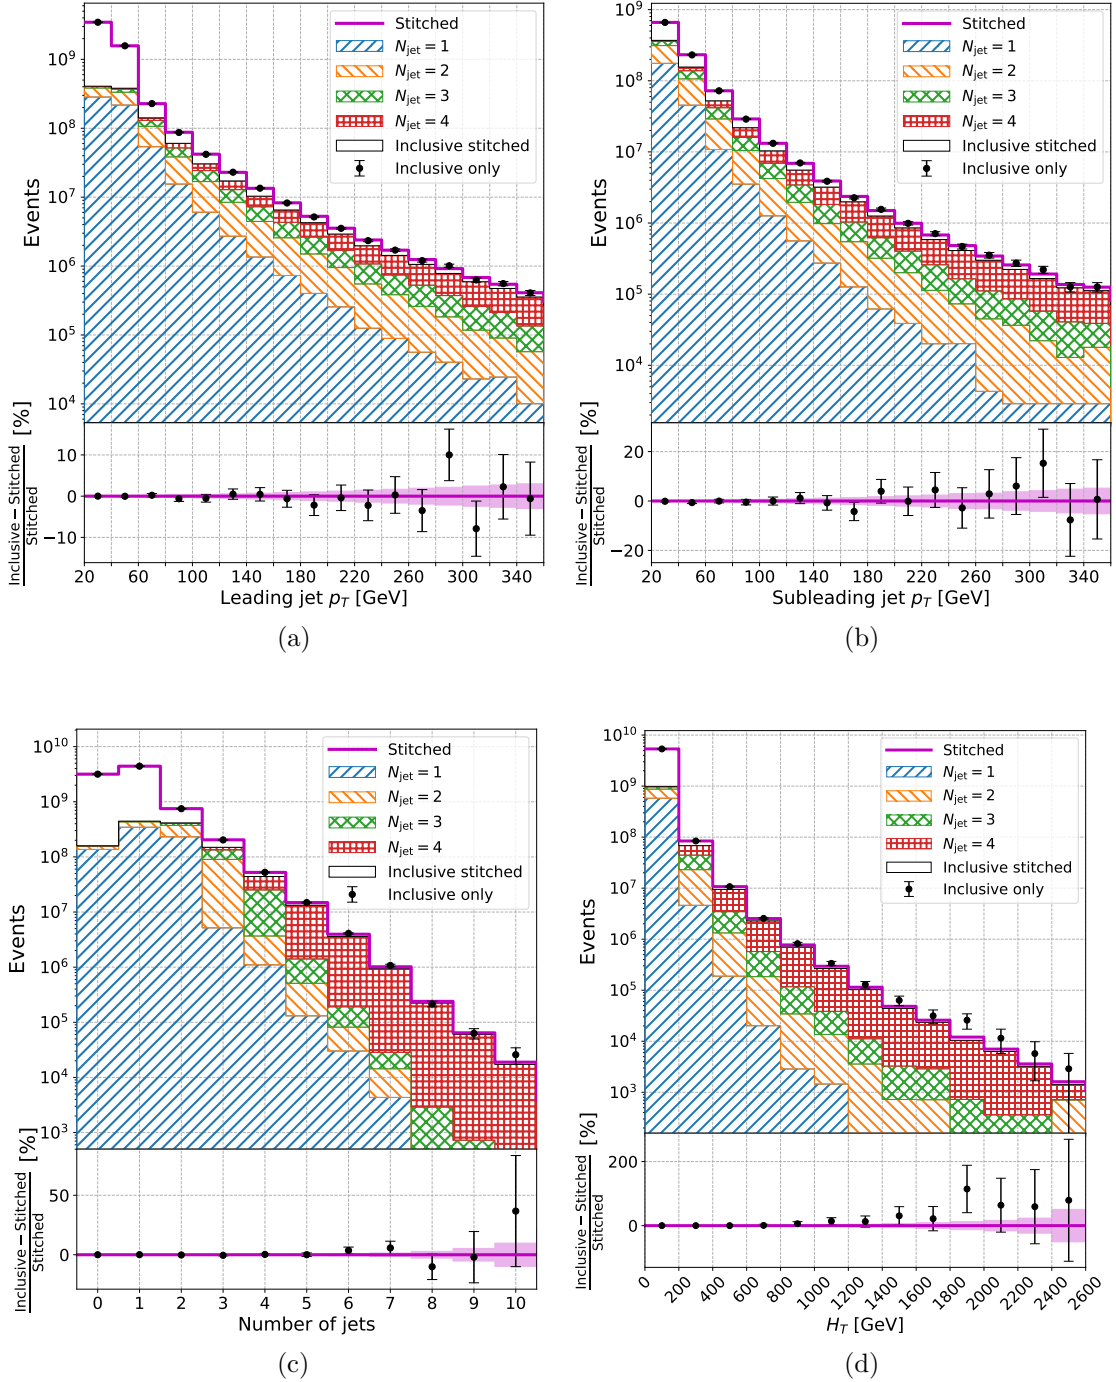 Stitched
N_jet = 1
N_jet = 2
N_jet = 3
N_jet = 4
Inclusive stitched
Inclusive only
Events
10^9
10^8
10^7
10^6
10^5
10^4
Inclusive − Stitched
Stitched
[%]
10
0
−10
20 60 100 140 180 220 260 300 340
Leading jet p_T [GeV]
(a)
Stitched
N_jet = 1
N_jet = 2
N_jet = 3
N_jet = 4
Inclusive stitched
Inclusive only
Events
10^9
10^8
10^7
10^6
10^5
10^4
Inclusive − Stitched
Stitched
[%]
20
0
−20
20 60 100 140 180 220 260 300 340
Subleading jet p_T [GeV]
(b)
Stitched
N_jet = 1
N_jet = 2
N_jet = 3
N_jet = 4
Inclusive stitched
Inclusive only
Events
10^10
10^9
10^8
10^7
10^6
10^5
10^4
10^3
Inclusive − Stitched
Stitched
[%]
50
0
0 1 2 3 4 5 6 7 8 9 10
Number of jets
(c)
Stitched
N_jet = 1
N_jet = 2
N_jet = 3
N_jet = 4
Inclusive stitched
Inclusive only
Events
10^10
10^9
10^8
10^7
10^6
10^5
10^4
10^3
Inclusive − Stitched
Stitched
[%]
200
0
0 200 400 600 800 1000 1200 1400 1600 1800 2000 2200 2400 2600
H_T [GeV]
(d)